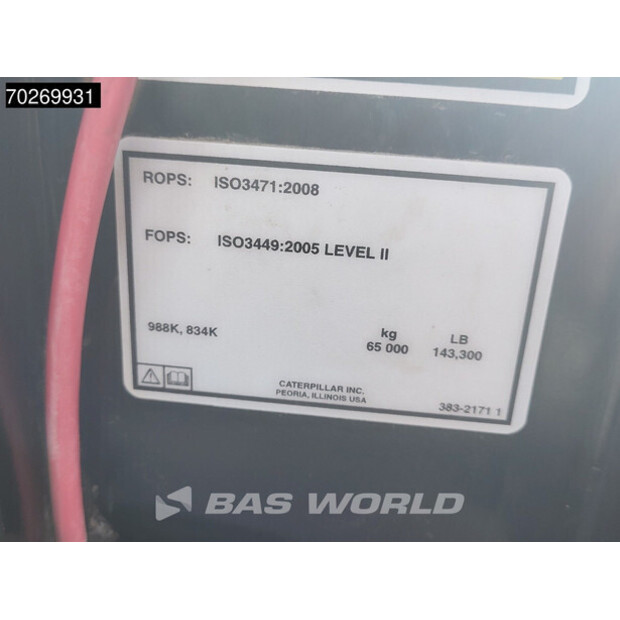 70269931
ROPS: ISO3471:2008
FOPS: ISO3449:2005 LEVEL II
988K, 834K
kg LB
65 000 143,300
CATERPILLAR INC.
PEORIA, ILLINOIS USA
383-2171 1
BAS WORLD